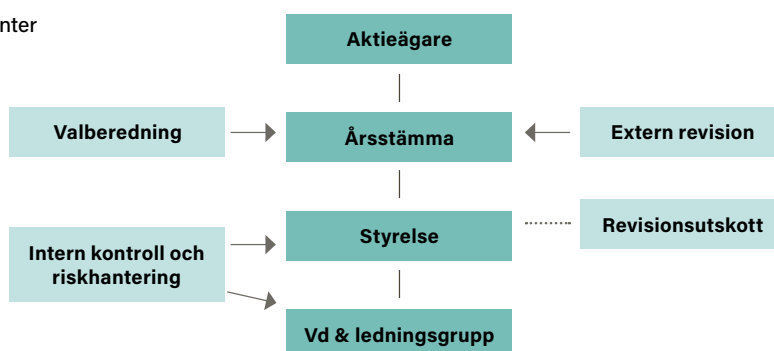 nter
Aktieägare
Valberedning
Årsstämma
Extern revision
Styrelse
Revisionsutskott
Intern kontroll och
riskhantering
Vd & ledningsgrupp